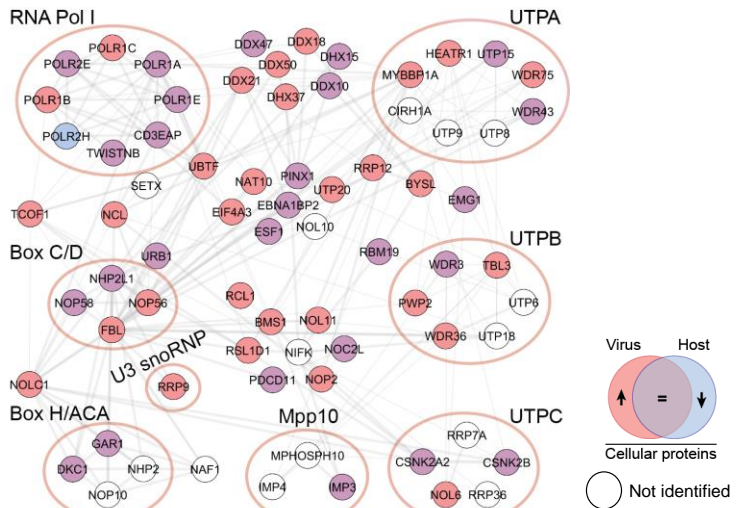 RNA Pol I
UTPA
POLR1C
POLR2E
POLR1A
POLR1B
POLR1E
POLR2H
CD3EAP
TWISTNB
DDX47
DDX18
DDX50
DHX15
DDX21
DDX10
DHX37
HEATR1
UTP15
MYBBP1A
WDR75
CIRH1A
WDR43
UTP9
UTP8
SETX
UBTF
NAT10
PINX1
UTP20
RRP12
BYSL
EMG1
TCOF1
NCL
EIF4A3
EBNA1BP2
ESF1
NOL10
Box C/D
URB1
RBM19
UTPB
NHP2L1
NOP58
NOP56
FBL
WDR3
TBL3
PWP2
UTP6
WDR36
UTP18
RCL1
BMS1
NOL11
RSL1D1
NIFK
NOC2L
PDCD11
NOP2
U3 snoRNP
RRP9
NOLC1
Box H/ACA
Mpp10
UTPC
GAR1
DKC1
NHP2
NAF1
NOP10
MPHOSPH10
IMP4
IMP3
RRP7A
CSNK2A2
CSNK2B
NOL6
RRP36
Virus
Host
=
Cellular proteins
Not identified